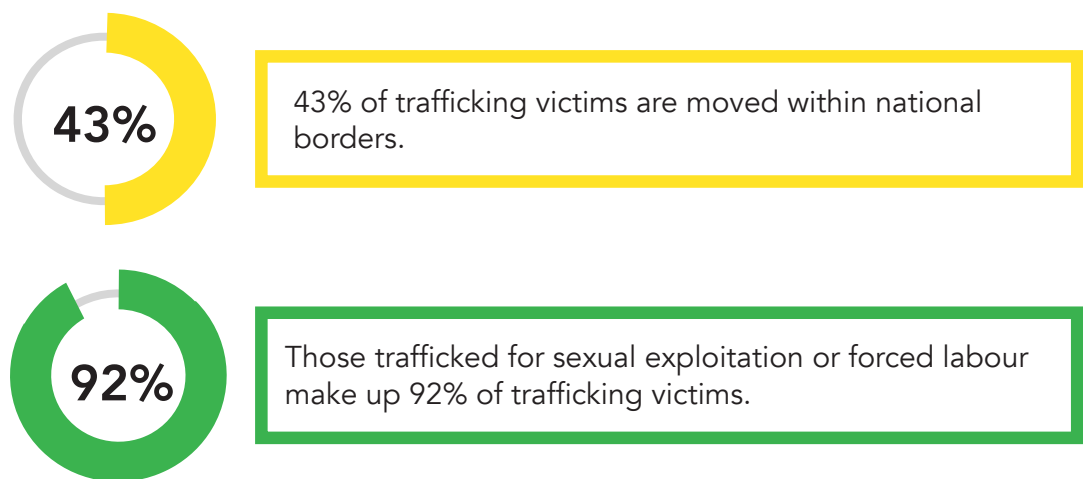 43%
43% of trafficking victims are moved within national
borders.
92%
Those trafficked for sexual exploitation or forced labour
make up 92% of trafficking victims.